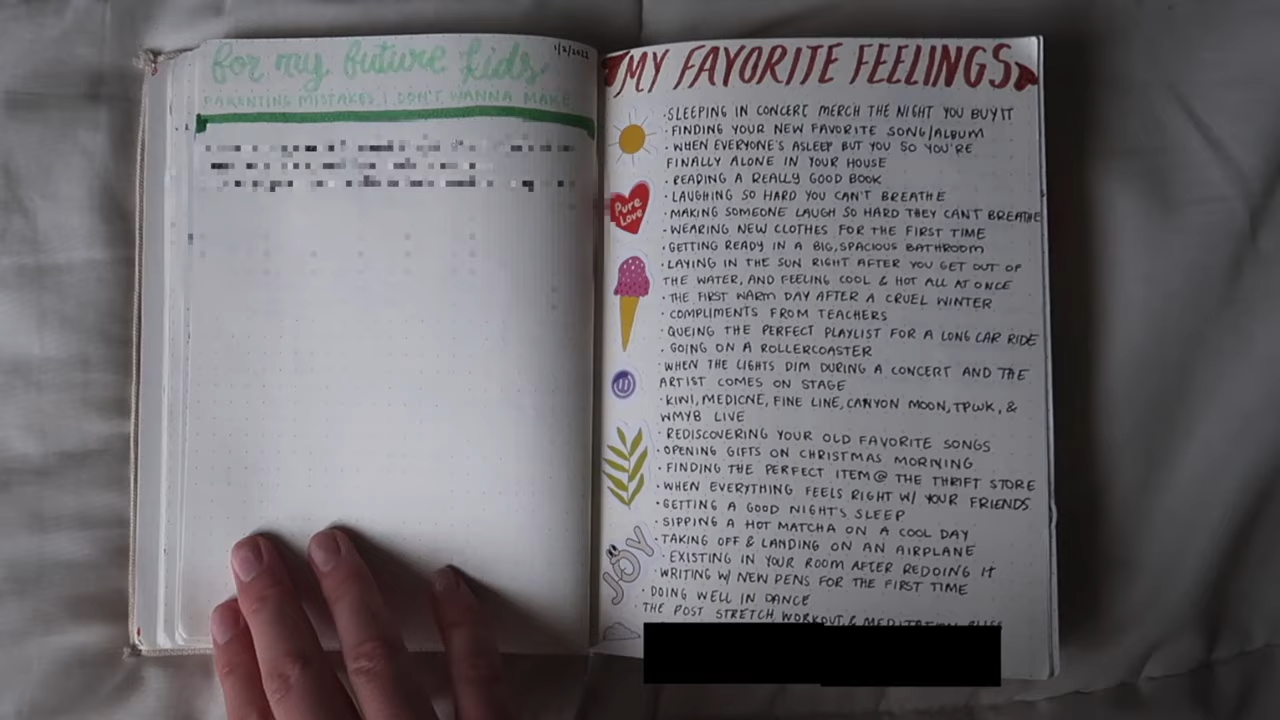 for my future kids
1/2/2022
PARENTING MISTAKES I DON'T WANNA MAKE
MY FAVORITE FEELINGS
· SLEEPING IN CONCERT MERCH THE NIGHT YOU BUY IT
· FINDING YOUR NEW FAVORITE SONG/ALBUM
· WHEN EVERYONE'S ASLEEP BUT YOU SO YOU'RE
FINALLY ALONE IN YOUR HOUSE
· READING A REALLY GOOD BOOK
· LAUGHING SO HARD YOU CAN'T BREATHE
· MAKING SOMEONE LAUGH SO HARD THEY CAN'T BREATHE
· WEARING NEW CLOTHES FOR THE FIRST TIME
· GETTING READY IN A BIG, SPACIOUS BATHROOM
· LAYING IN THE SUN RIGHT AFTER YOU GET OUT OF
THE WATER, AND FEELING COOL & HOT ALL AT ONCE
· THE FIRST WARM DAY AFTER A CRUEL WINTER
· COMPLIMENTS FROM TEACHERS
· QUEING THE PERFECT PLAYLIST FOR A LONG CAR RIDE
· GOING ON A ROLLERCOASTER
· WHEN THE LIGHTS DIM DURING A CONCERT AND THE
ARTIST COMES ON STAGE
· KIWI, MEDICNE, FINE LINE, CANYON MOON, TPWK, &
WMYB LIVE
· REDISCOVERING YOUR OLD FAVORITE SONGS
· OPENING GIFTS ON CHRISTMAS MORNING
· FINDING THE PERFECT ITEM @ THE THRIFT STORE
· WHEN EVERYTHING FEELS RIGHT W/ YOUR FRIENDS
· GETTING A GOOD NIGHT'S SLEEP
· SIPPING A HOT MATCHA ON A COOL DAY
· TAKING OFF & LANDING ON AN AIRPLANE
· EXISTING IN YOUR ROOM AFTER REDOING IT
· WRITING W/ NEW PENS FOR THE FIRST TIME
· DOING WELL IN DANCE
· THE POST STRETCH, WORKOUT, & MEDITATION BLISS
Pure
Love
JOY